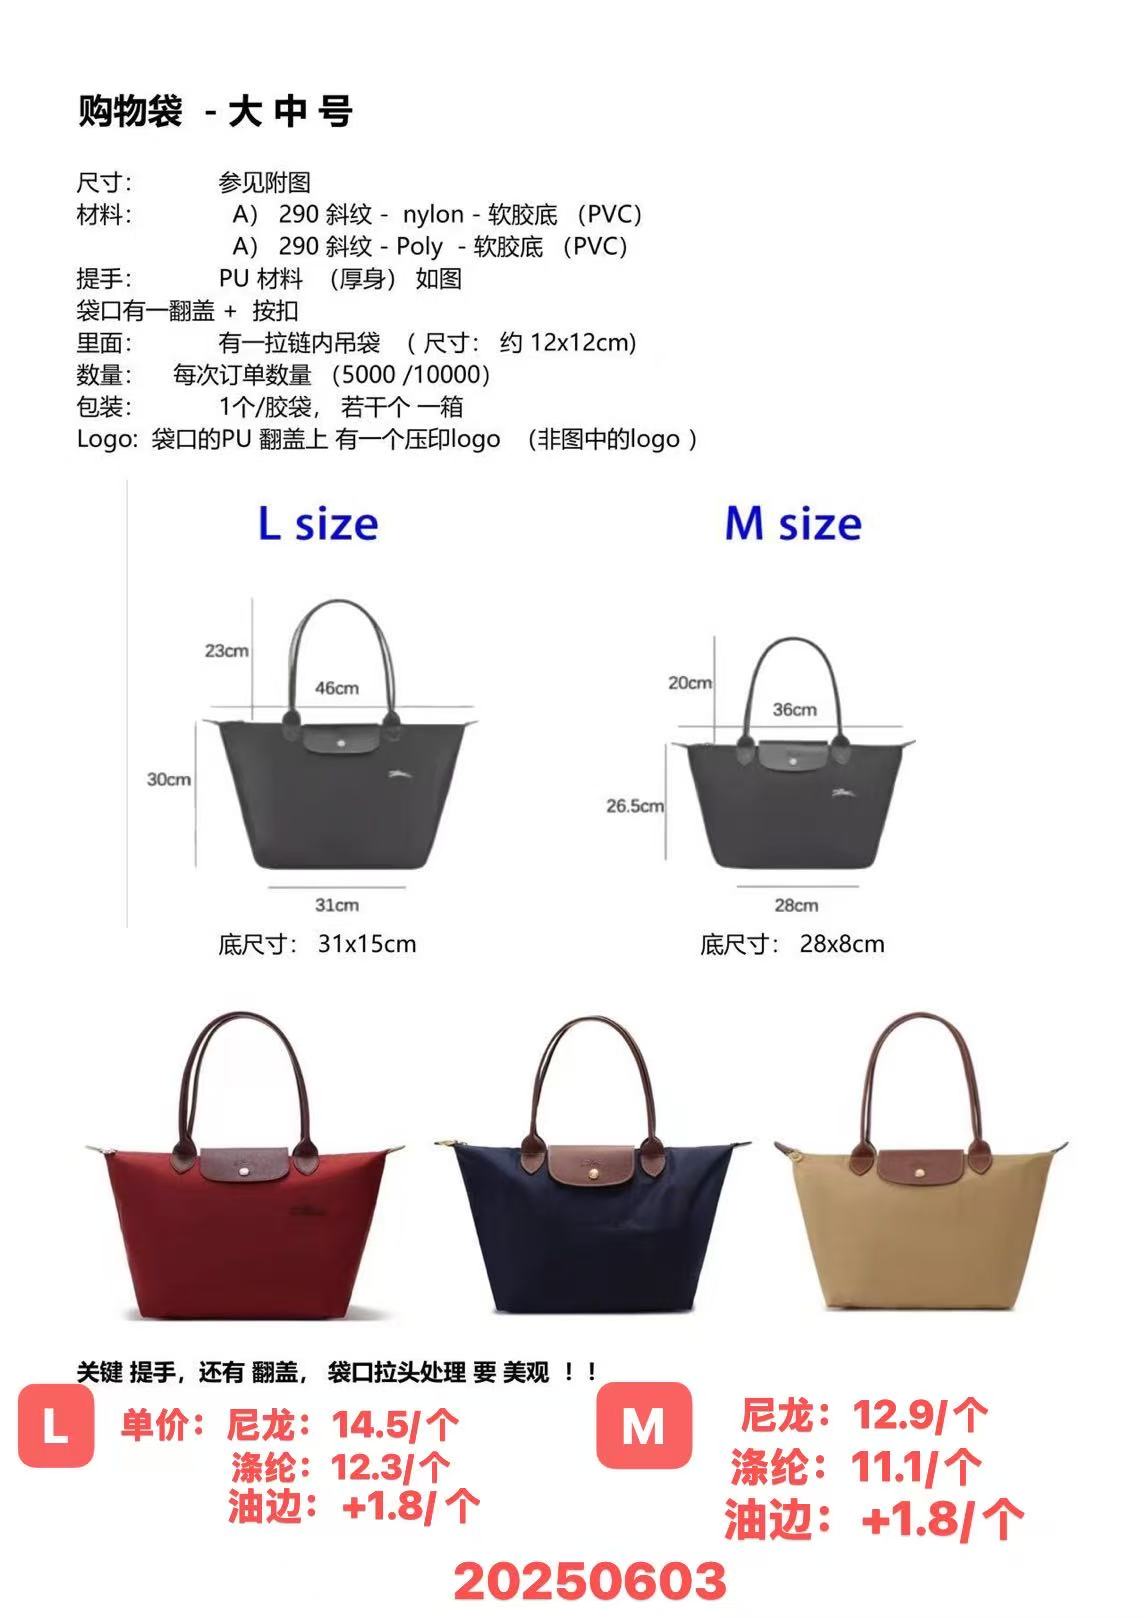 购物袋 - 大 中 号
尺寸： 参见附图
材料： A） 290 斜纹 - nylon - 软胶底 （PVC）
A） 290 斜纹 - Poly - 软胶底 （PVC）
提手： PU 材料 （厚身） 如图
袋口有一翻盖 + 按扣
里面： 有一拉链内吊袋 （ 尺寸： 约 12x12cm)
数量： 每次订单数量 （5000 /10000）
包装： 1个/胶袋， 若干个 一箱
Logo: 袋口的PU 翻盖上 有一个压印logo （非图中的logo ）
L size
M size
23cm
46cm
30cm
31cm
20cm
36cm
26.5cm
28cm
底尺寸： 31x15cm
底尺寸： 28x8cm
关键 提手，还有 翻盖， 袋口拉头处理 要 美观 ！！
L
单价：尼龙：14.5/个
涤纶：12.3/个
油边：+1.8/个
M
尼龙：12.9/个
涤纶：11.1/个
油边：+1.8/个
20250603